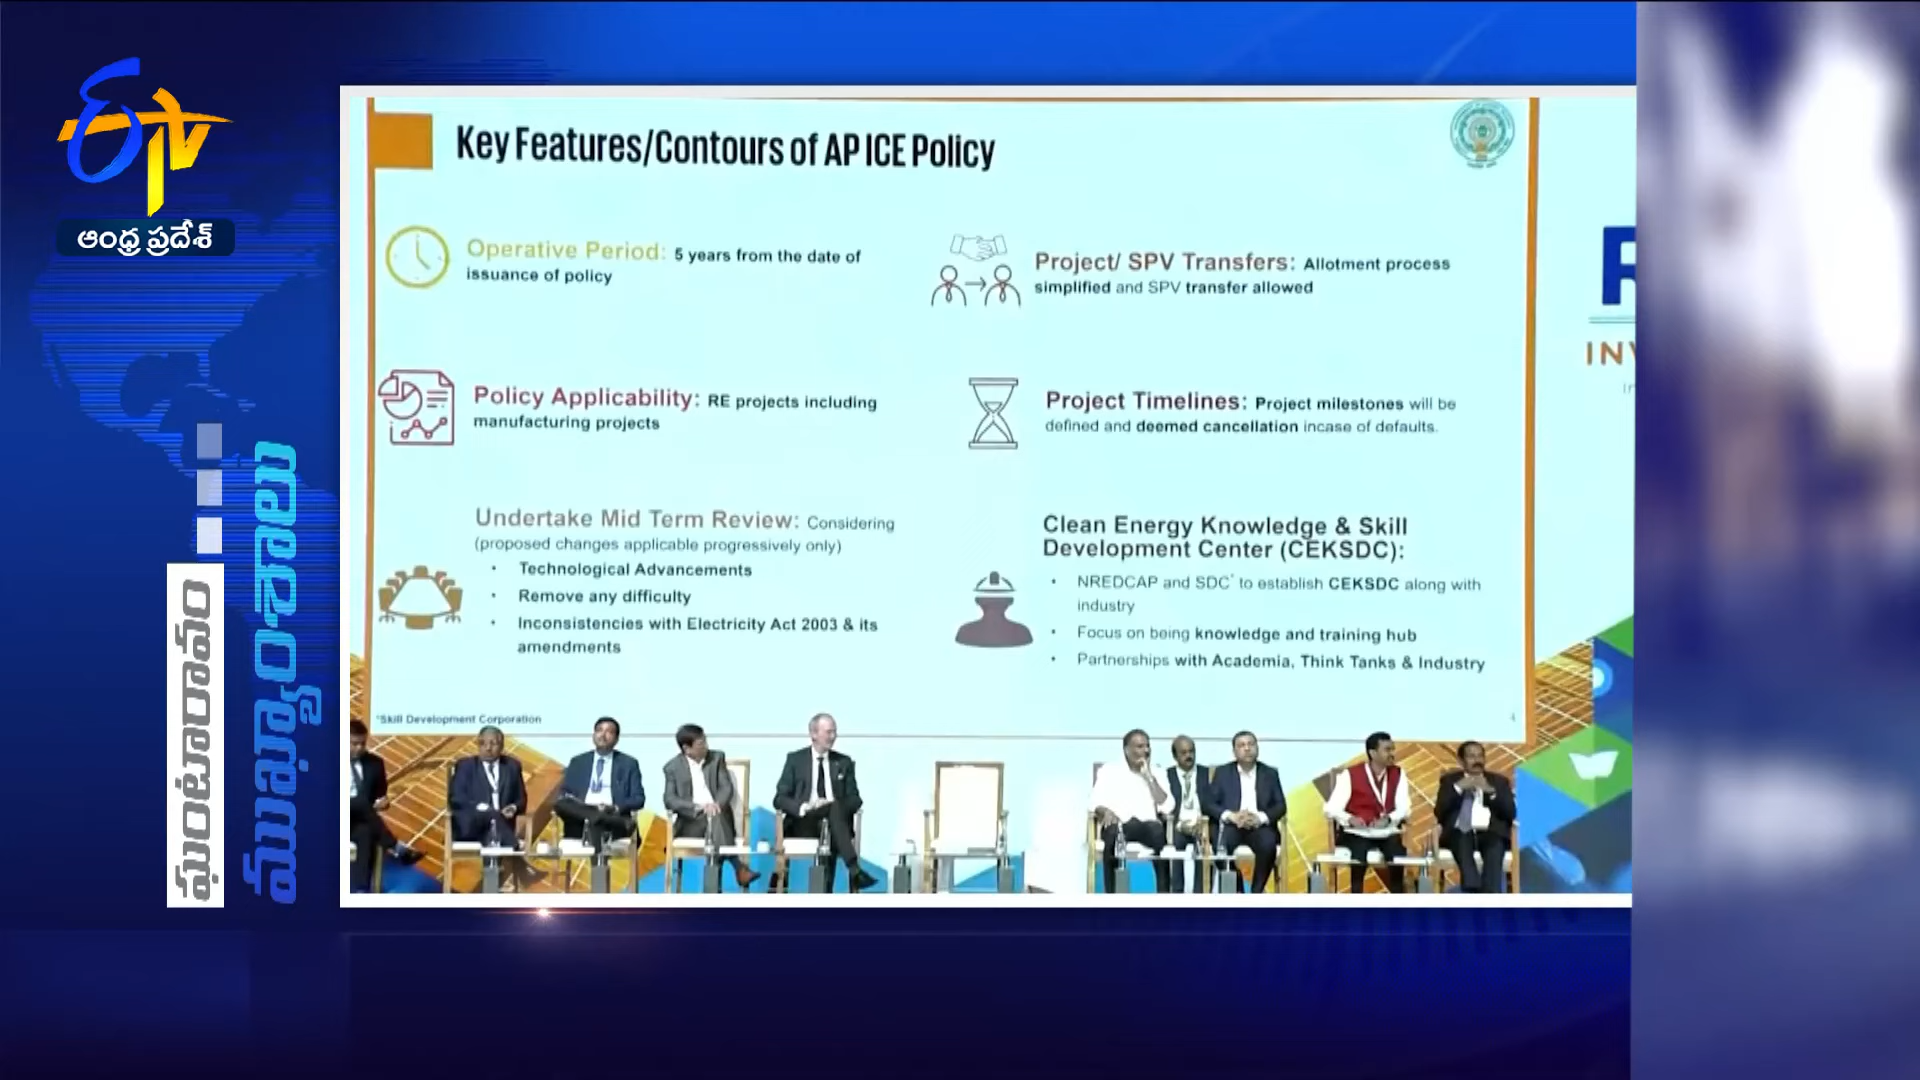 ఆంధ్ర ప్రదేశ్
ఘంటారావం
ముఖ్యాంశాలు
Key Features/Contours of AP ICE Policy
Operative Period: 5 years from the date of
issuance of policy
Policy Applicability: RE projects including
manufacturing projects
Undertake Mid Term Review: Considering
(proposed changes applicable progressively only)
• Technological Advancements
• Remove any difficulty
• Inconsistencies with Electricity Act 2003 & its
amendments
Project/ SPV Transfers: Allotment process
simplified and SPV transfer allowed
Project Timelines: Project milestones will be
defined and deemed cancellation incase of defaults.
Clean Energy Knowledge & Skill
Development Center (CEKSDC):
• NREDCAP and SDC* to establish CEKSDC along with
industry
• Focus on being knowledge and training hub
• Partnerships with Academia, Think Tanks & Industry
*Skill Development Corporation
4